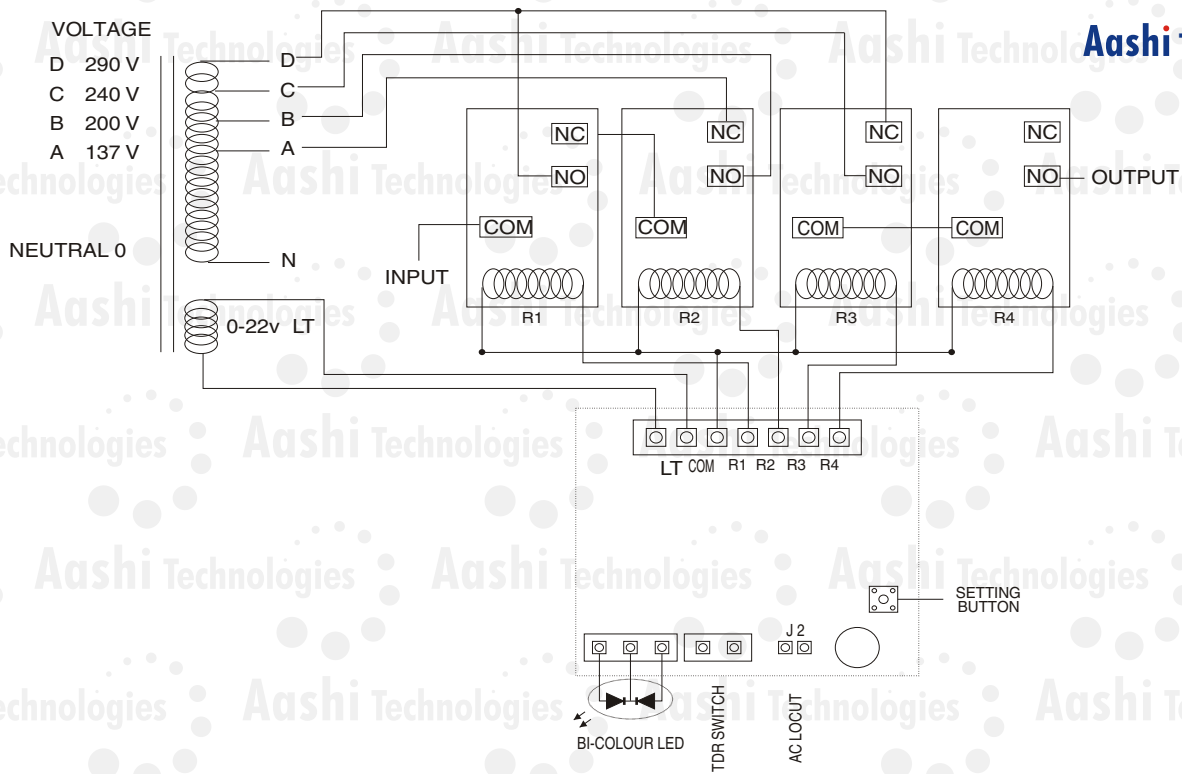 VOLTAGE
D 290 V
C 240 V
B 200 V
A 137 V
NEUTRAL 0
D
C
B
A
N
0-22v LT
Aashi
INPUT
NC
NO
COM
R1
NC
NO
COM
R2
NC
NO
COM
R3
NC
NO
COM
R4
OUTPUT
LT COM R1 R2 R3 R4
SETTING
BUTTON
J 2
BI-COLOUR LED
TDR SWITCH
AC LOCUT
Aashi Technologies